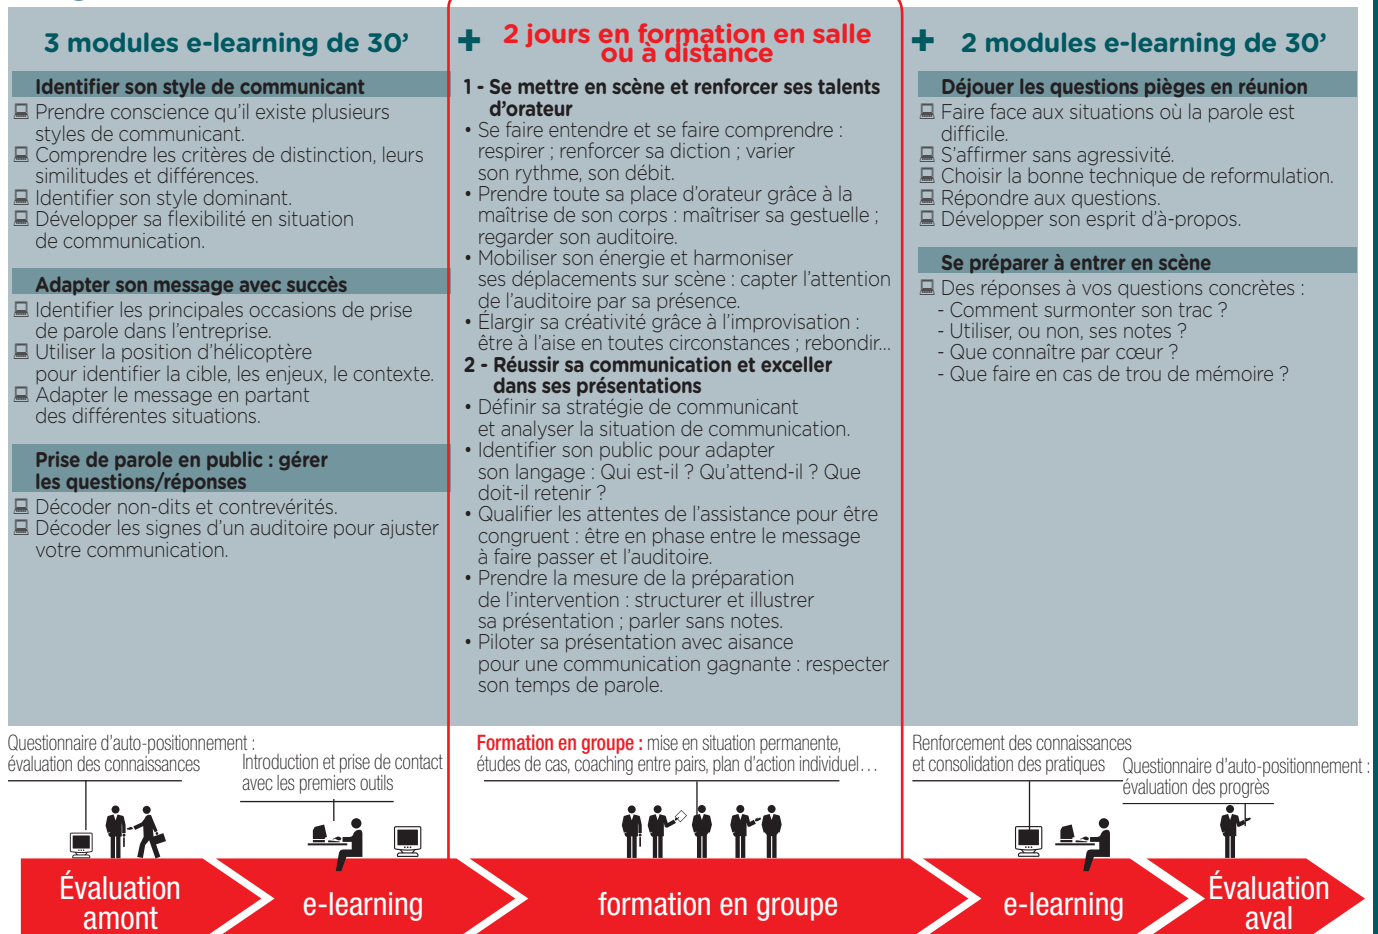 3 modules e-learning de 30’
Identifier son style de communicant
Prendre conscience qu’il existe plusieurs
styles de communicant.
Comprendre les critères de distinction, leurs
similitudes et différences.
Identifier son style dominant.
Développer sa flexibilité en situation
de communication.
Adapter son message avec succès
Identifier les principales occasions de prise
de parole dans l’entreprise.
Utiliser la position d’hélicoptère
pour identifier la cible, les enjeux, le contexte.
Adapter le message en partant
des différentes situations.
Prise de parole en public : gérer
les questions/réponses
Décoder non-dits et contrevérités.
Décoder les signes d’un auditoire pour ajuster
votre communication.
+ 2 jours en formation en salle
ou à distance
1 - Se mettre en scène et renforcer ses talents
d’orateur
• Se faire entendre et se faire comprendre :
respirer ; renforcer sa diction ; varier
son rythme, son débit.
• Prendre toute sa place d’orateur grâce à la
maîtrise de son corps : maîtriser sa gestuelle ;
regarder son auditoire.
• Mobiliser son énergie et harmoniser
ses déplacements sur scène : capter l’attention
de l’auditoire par sa présence.
• Élargir sa créativité grâce à l’improvisation :
être à l’aise en toutes circonstances ; rebondir...
2 - Réussir sa communication et exceller
dans ses présentations
• Définir sa stratégie de communicant
et analyser la situation de communication.
• Identifier son public pour adapter
son langage : Qui est-il ? Qu’attend-il ? Que
doit-il retenir ?
• Qualifier les attentes de l’assistance pour être
congruent : être en phase entre le message
à faire passer et l’auditoire.
• Prendre la mesure de la préparation
de l’intervention : structurer et illustrer
sa présentation ; parler sans notes.
• Piloter sa présentation avec aisance
pour une communication gagnante : respecter
son temps de parole.
+ 2 modules e-learning de 30’
Déjouer les questions pièges en réunion
Faire face aux situations où la parole est
difficile.
S’affirmer sans agressivité.
Choisir la bonne technique de reformulation.
Répondre aux questions.
Développer son esprit d’à-propos.
Se préparer à entrer en scène
Des réponses à vos questions concrètes :
- Comment surmonter son trac ?
- Utiliser, ou non, ses notes ?
- Que connaître par cœur ?
- Que faire en cas de trou de mémoire ?
Questionnaire d’auto-positionnement :
évaluation des connaissances
Introduction et prise de contact
avec les premiers outils
Formation en groupe : mise en situation permanente,
études de cas, coaching entre pairs, plan d’action individuel…
Renforcement des connaissances
et consolidation des pratiques
Questionnaire d’auto-positionnement :
évaluation des progrès
Évaluation
amont
e-learning
formation en groupe
e-learning
Évaluation
aval